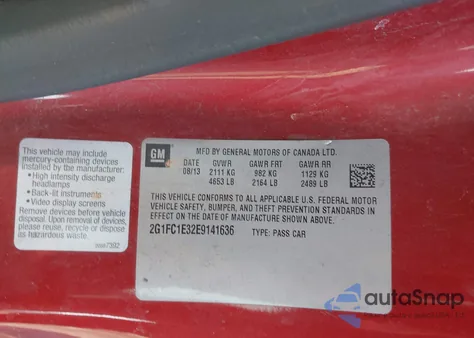 This vehicle may include
mercury-containing devices
installed by the manufacturer:
• High intensity discharge
headlamps
• Back-lit instruments
• Video display screens
Remove devices before
vehicle disposal.
Upon removal of devices,
please reuse, recycle or dispose
as hazardous waste.
GM
MFD BY GENERAL MOTORS OF CANADA LTD.
DATE GVWR GAWR FRT GAWR RR
08/13 2111 KG 982 KG 1129 KG
4653 LB 2164 LB 2489 LB
THIS VEHICLE CONFORMS TO ALL APPLICABLE U.S. FEDERAL MOTOR
VEHICLE SAFETY, BUMPER, AND THEFT PREVENTION STANDARDS IN
EFFECT ON THE DATE OF MANUFACTURE SHOWN ABOVE.
2G1FC1E32E9141636 TYPE: PASS CAR
autoSnap